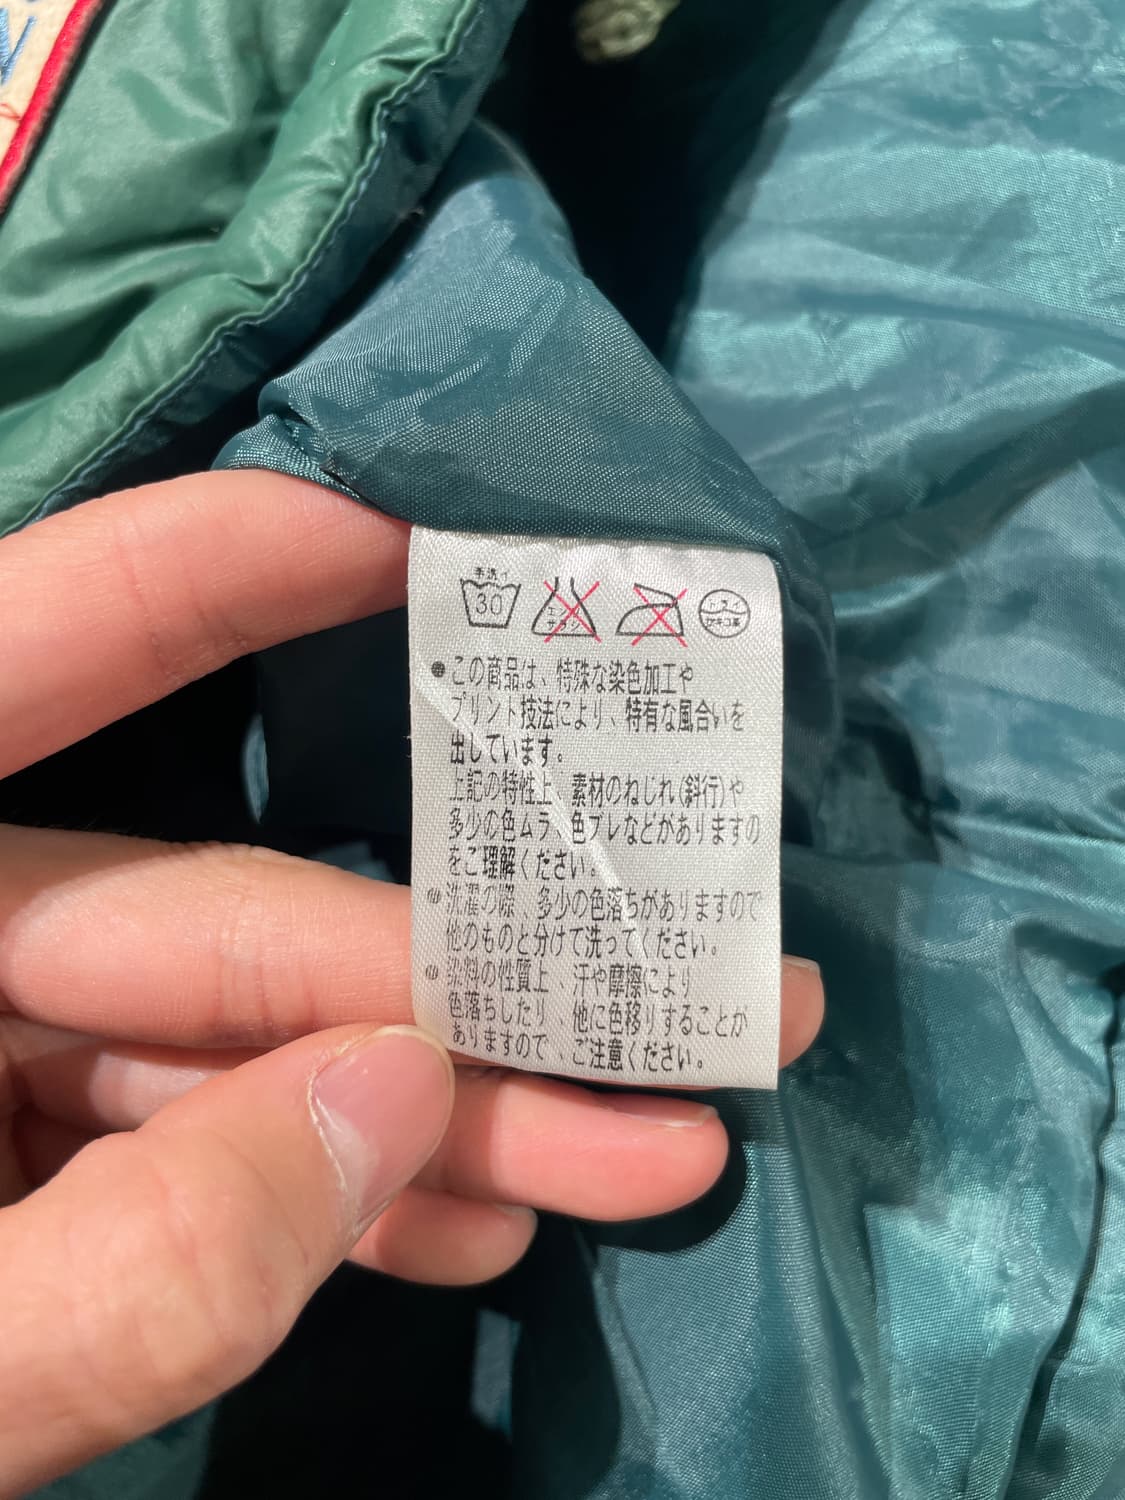 手洗イ
30
エンソ
サラシ
セキユ系
この商品は、特殊な染色加工や
プリント技法により、特有な風合いを
出しています。
上記の特性上、素材のねじれ(斜行)や
多少の色ムラ、色ブレなどがありますの
をご理解ください。
洗濯の際、多少の色落ちがありますので
他のものと分けて洗ってください。
染料の性質上、汗や摩擦により
色落ちしたり 他に色移りすることが
ありますので、ご注意ください。